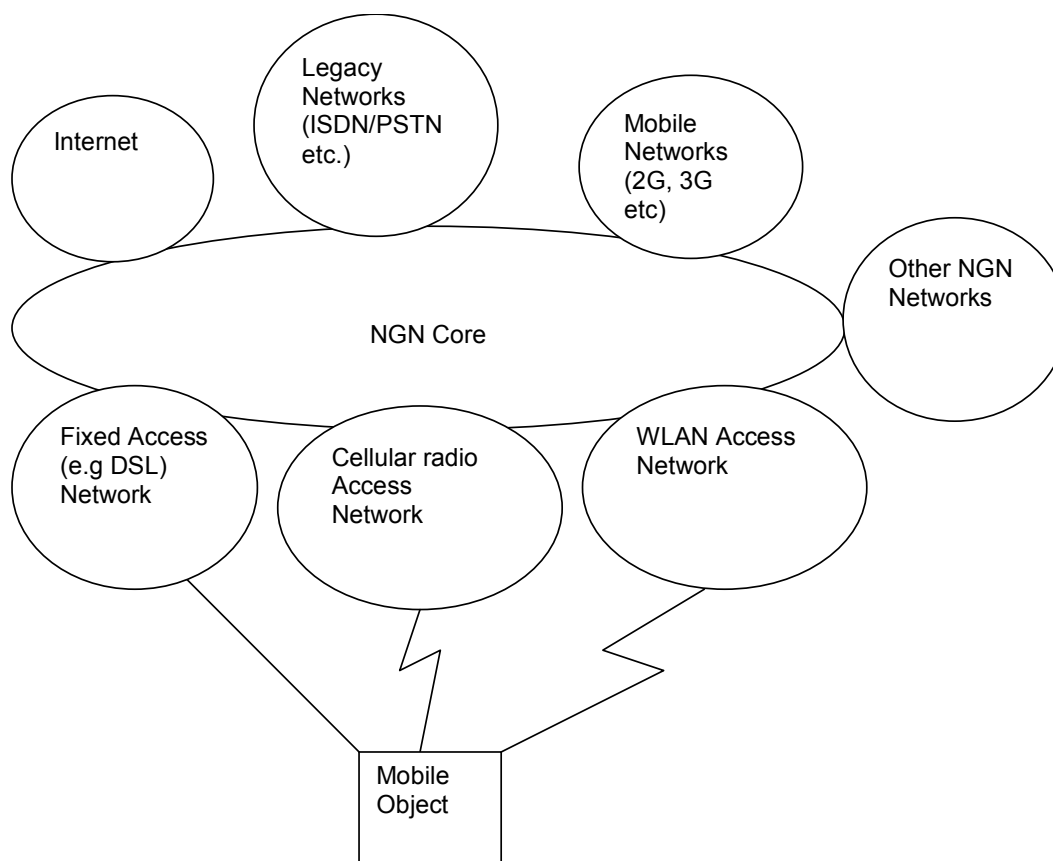 Legacy
Networks
(ISDN/PSTN
etc.)
Internet
Mobile
Networks
(2G, 3G
etc)
Other NGN
Networks
NGN Core
Fixed Access
(e.g DSL)
Network
Cellular radio
Access
Network
WLAN Access
Network
Mobile
Object